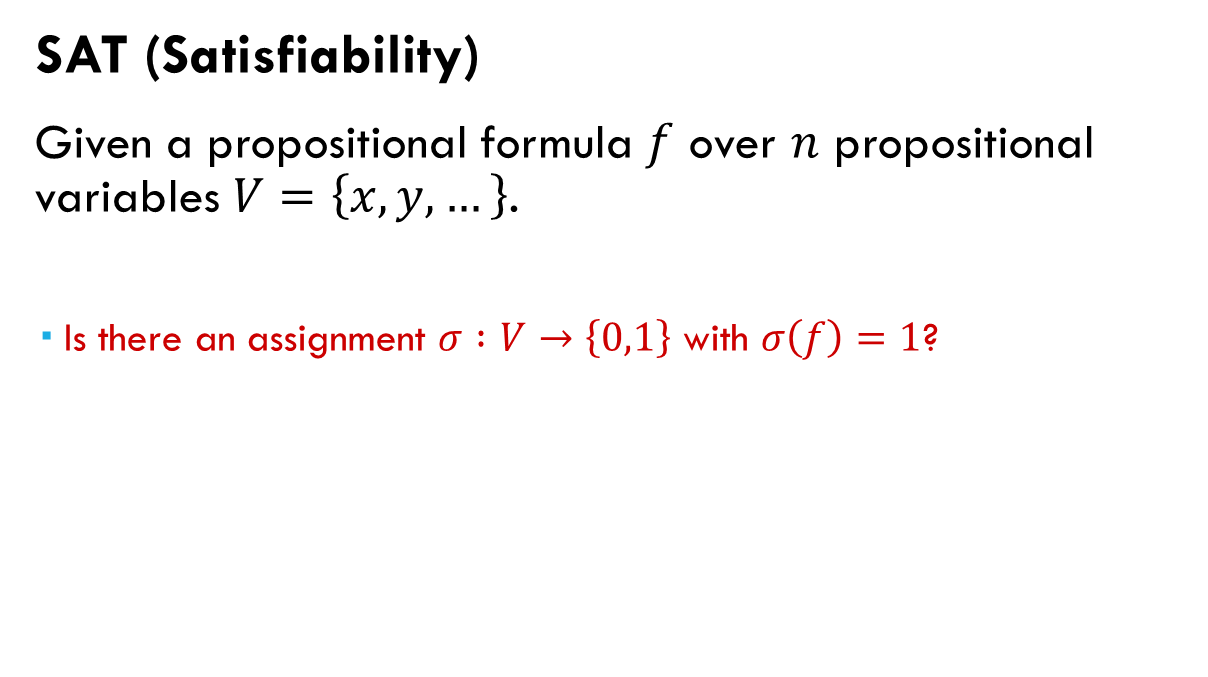 SAT (Satisfiability)
Given a propositional formula 𝑓 over 𝑛 propositional
variables 𝑉 = {𝑥, 𝑦, … }.
▪ Is there an assignment 𝜎 : 𝑉 → {0,1} with 𝜎(𝑓) = 1?